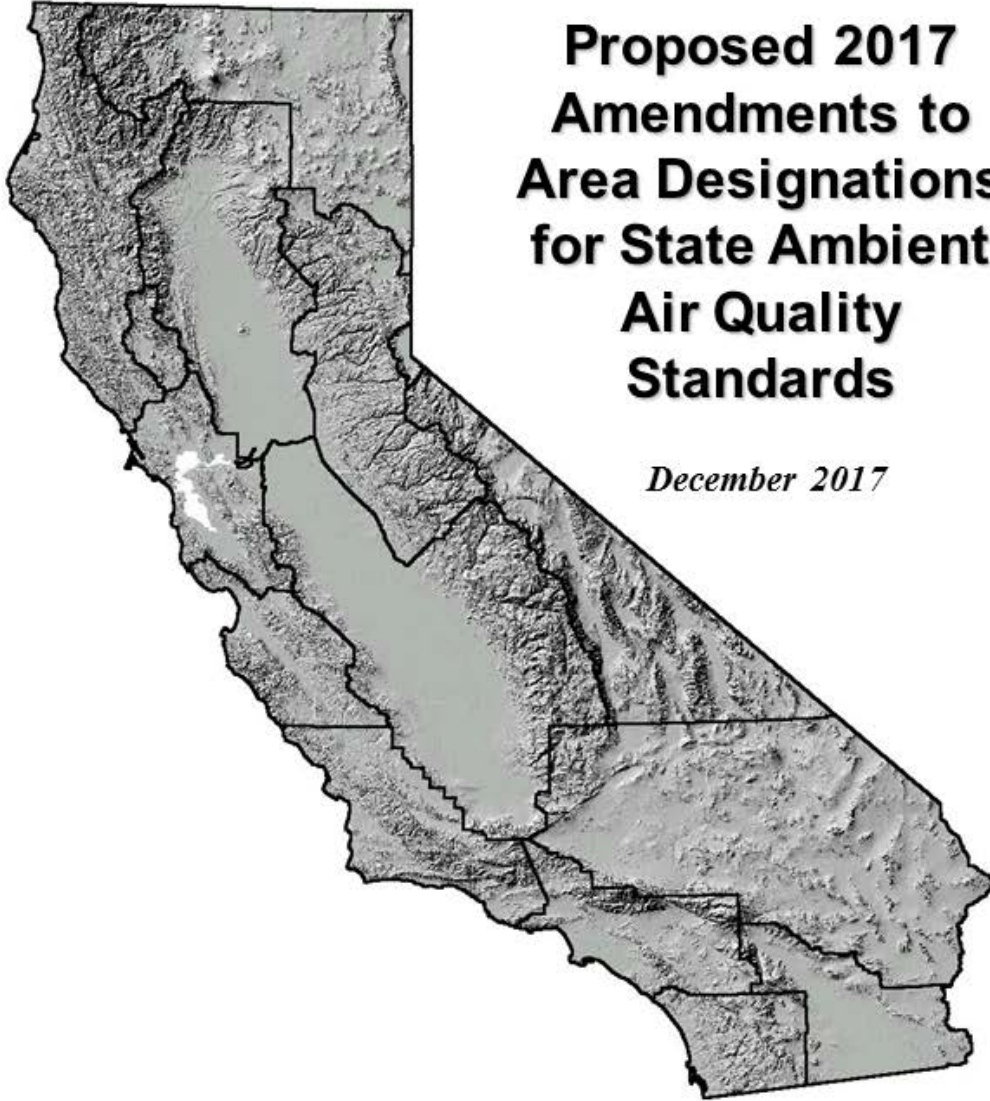 Proposed 2017
Amendments to
Area Designations
for State Ambient
Air Quality
Standards
December 2017